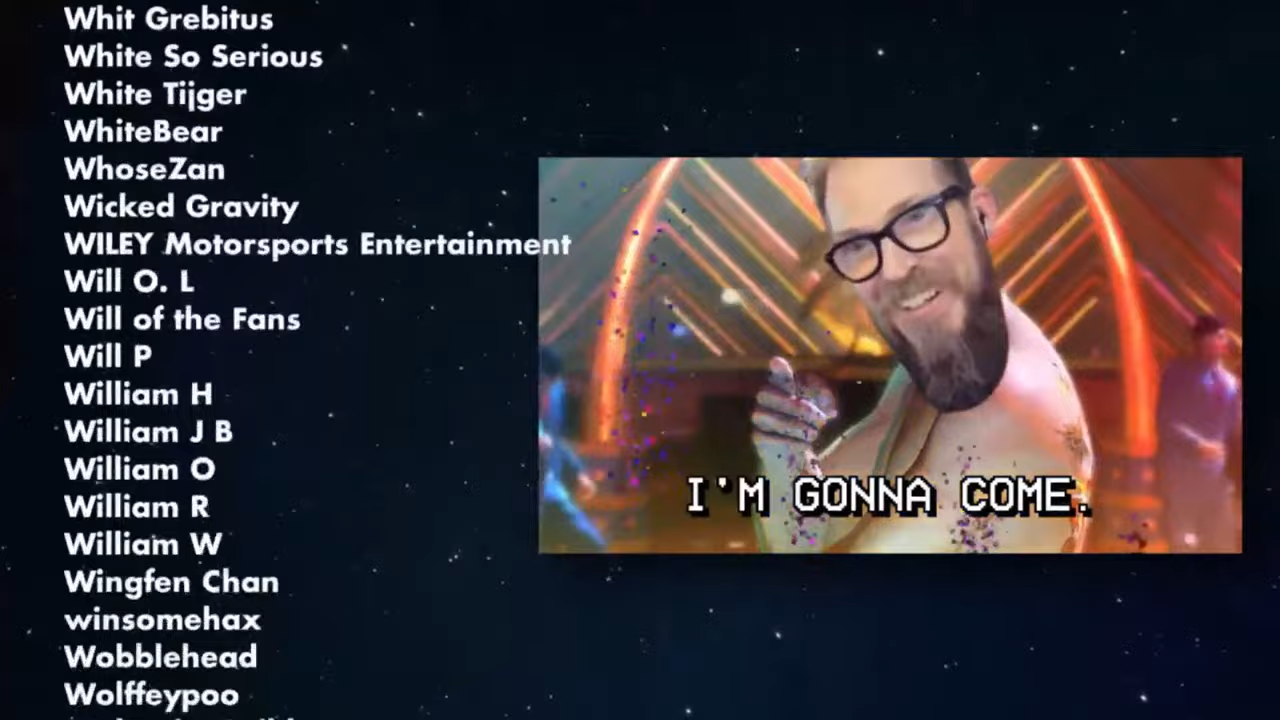 Whit Grebitus
White So Serious
White Tijger
WhiteBear
WhoseZan
Wicked Gravity
WILEY Motorsports Entertainment
Will O. L
Will of the Fans
Will P
William H
William J B
William O
William R
William W
Wingfen Chan
winsomehax
Wobblehead
Wolffeypoo
I'M GONNA COME.